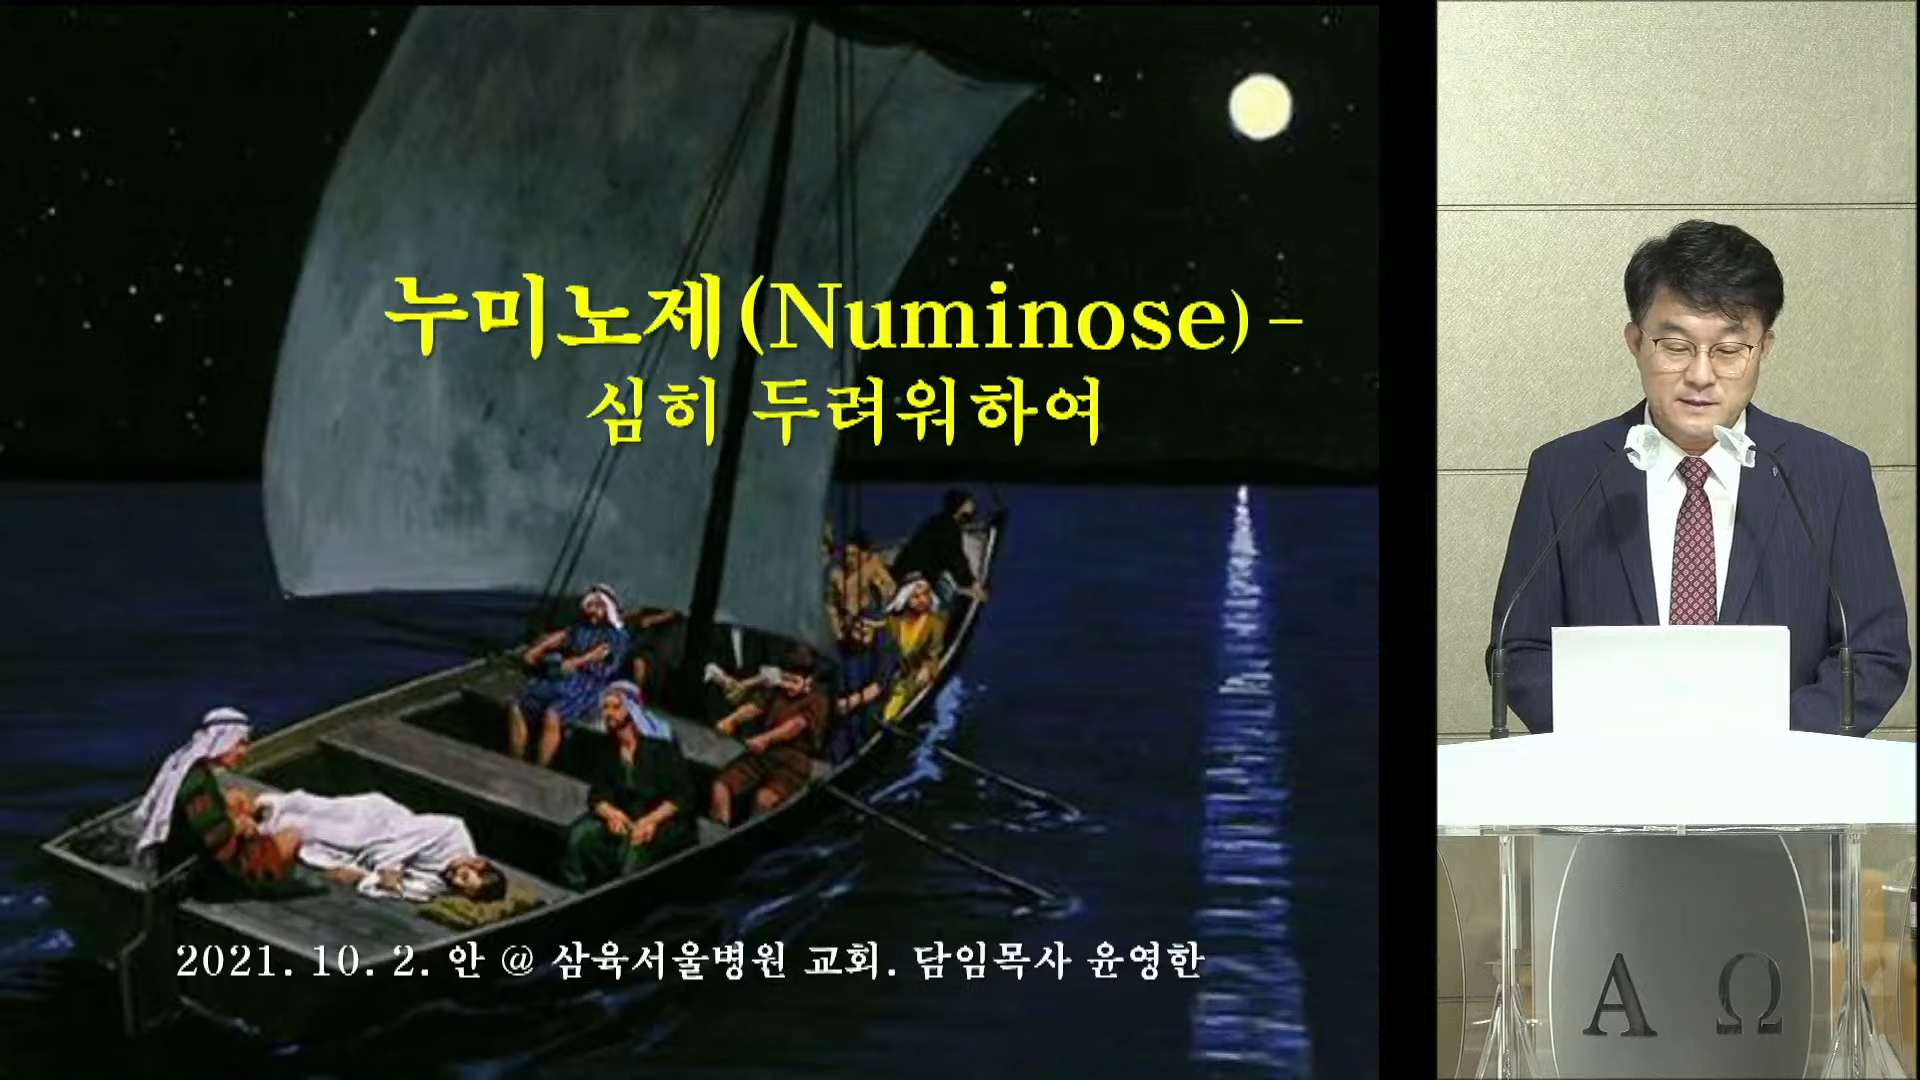 누미노제(Numinose) –
심히 두려워하여
2021. 10. 2. 안 @ 삼육서울병원 교회. 담임목사 윤영한
Α Ω